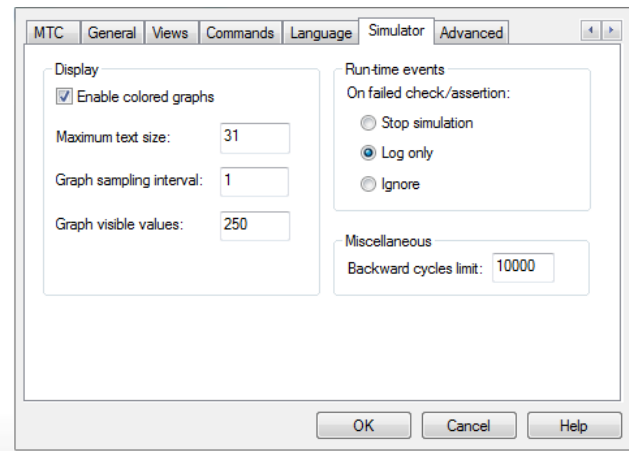 MTC General Views Commands Language Simulator Advanced
Display
Enable colored graphs
Maximum text size: 31
Graph sampling interval: 1
Graph visible values: 250
Run-time events
On failed check/assertion:
Stop simulation
Log only
Ignore
Miscellaneous
Backward cycles limit: 10000
OK Cancel Help